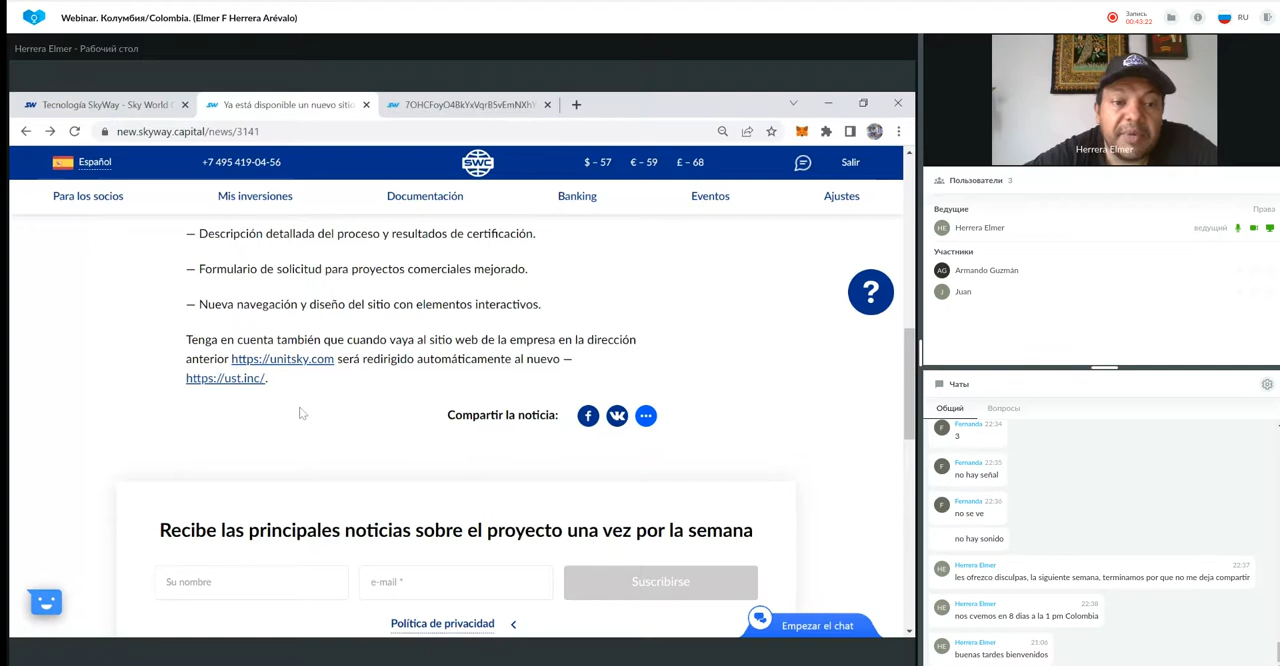 Webinar. Колумбия/Colombia. (Elmer F Herrera Arévalo)
Запись
00:43:22
RU
Herrera Elmer - Рабочий стол
Tecnología SkyWay - Sky World C
Ya está disponible un nuevo sitio
7OHCFoyO4BkYxVqrB5vEmNXhY
new.skyway.capital/news/3141
Español
+7 495 419-04-56
SWC
$ – 57
€ – 59
£ – 68
Salir
Para los socios
Mis inversiones
Documentación
Banking
Eventos
Ajustes
— Descripción detallada del proceso y resultados de certificación.
— Formulario de solicitud para proyectos comerciales mejorado.
— Nueva navegación y diseño del sitio con elementos interactivos.
Tenga en cuenta también que cuando vaya al sitio web de la empresa en la dirección
anterior https://unitsky.com será redirigido automáticamente al nuevo —
https://ust.inc/.
?
Compartir la noticia:
Recibe las principales noticias sobre el proyecto una vez por la semana
Su nombre
e-mail *
Suscribirse
Política de privacidad
Empezar el chat
Herrera Elmer
Пользователи 3
Ведущие
Права
HE
Herrera Elmer
ведущий
Участники
AG
Armando Guzmán
J
Juan
Чаты
Общий
Вопросы
F
Fernanda 22:34
3
F
Fernanda 22:35
no hay señal
F
Fernanda 22:36
no se ve
no hay sonido
HE
Herrera Elmer
22:37
les ofrezco disculpas, la siguiente semana, terminamos por que no me deja compartir
HE
Herrera Elmer
22:38
nos cvemos en 8 dias a la 1 pm Colombia
HE
Herrera Elmer
21:06
buenas tardes bienvenidos